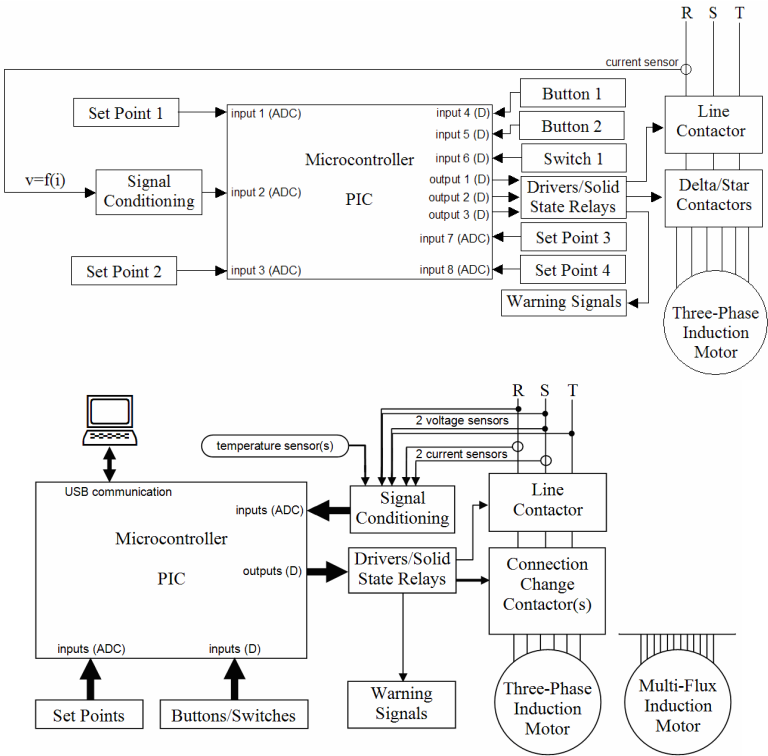 R S T
current sensor
Set Point 1
input 1 (ADC)
input 4 (D)
Button 1
Line
Contactor
input 5 (D)
Button 2
Microcontroller
PIC
input 6 (D)
Switch 1
v=f(i)
Signal
Conditioning
input 2 (ADC)
output 1 (D)
output 2 (D)
output 3 (D)
Drivers/Solid
State Relays
Delta/Star
Contactors
input 7 (ADC)
Set Point 3
Set Point 2
input 3 (ADC)
input 8 (ADC)
Set Point 4
Warning Signals
Three-Phase
Induction
Motor
R S T
2 voltage sensors
temperature sensor(s)
2 current sensors
USB communication
inputs (ADC)
Signal
Conditioning
Line
Contactor
Microcontroller
PIC
outputs (D)
Drivers/Solid
State Relays
Connection
Change
Contactor(s)
inputs (ADC)
inputs (D)
Set Points
Buttons/Switches
Warning
Signals
Three-Phase
Induction
Motor
Multi-Flux
Induction
Motor